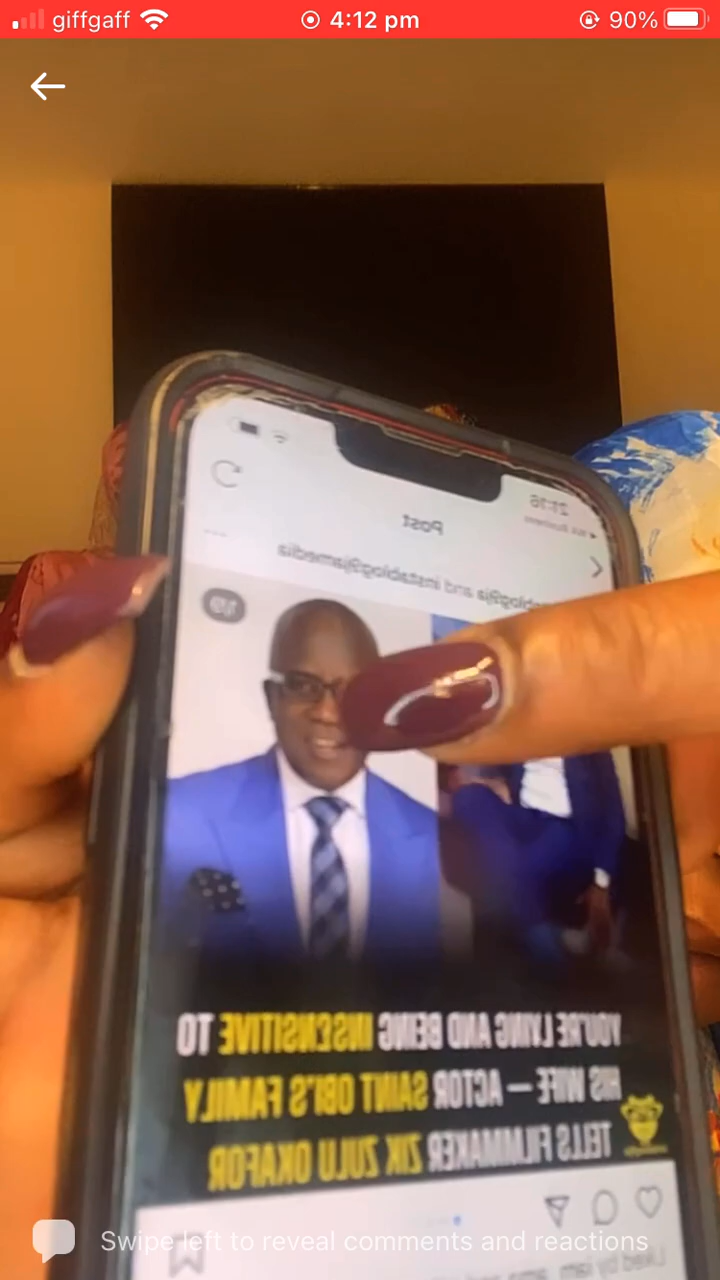 giffgaff 4:12 pm 90%
21:16
Post
YOU'RE LYING AND BEING INSENSITIVE TO
HIS WIFE — ACTOR SAINT OBI'S FAMILY
TELLS FILMMAKER ZIK ZULU OKAFOR
Swipe left to reveal comments and reactions